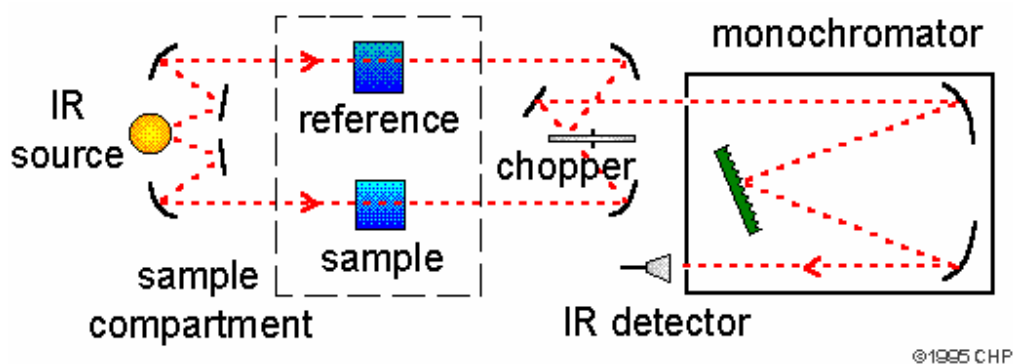 monochromator
IR
source
reference
chopper
sample
sample
compartment
IR detector
©1995 CHP